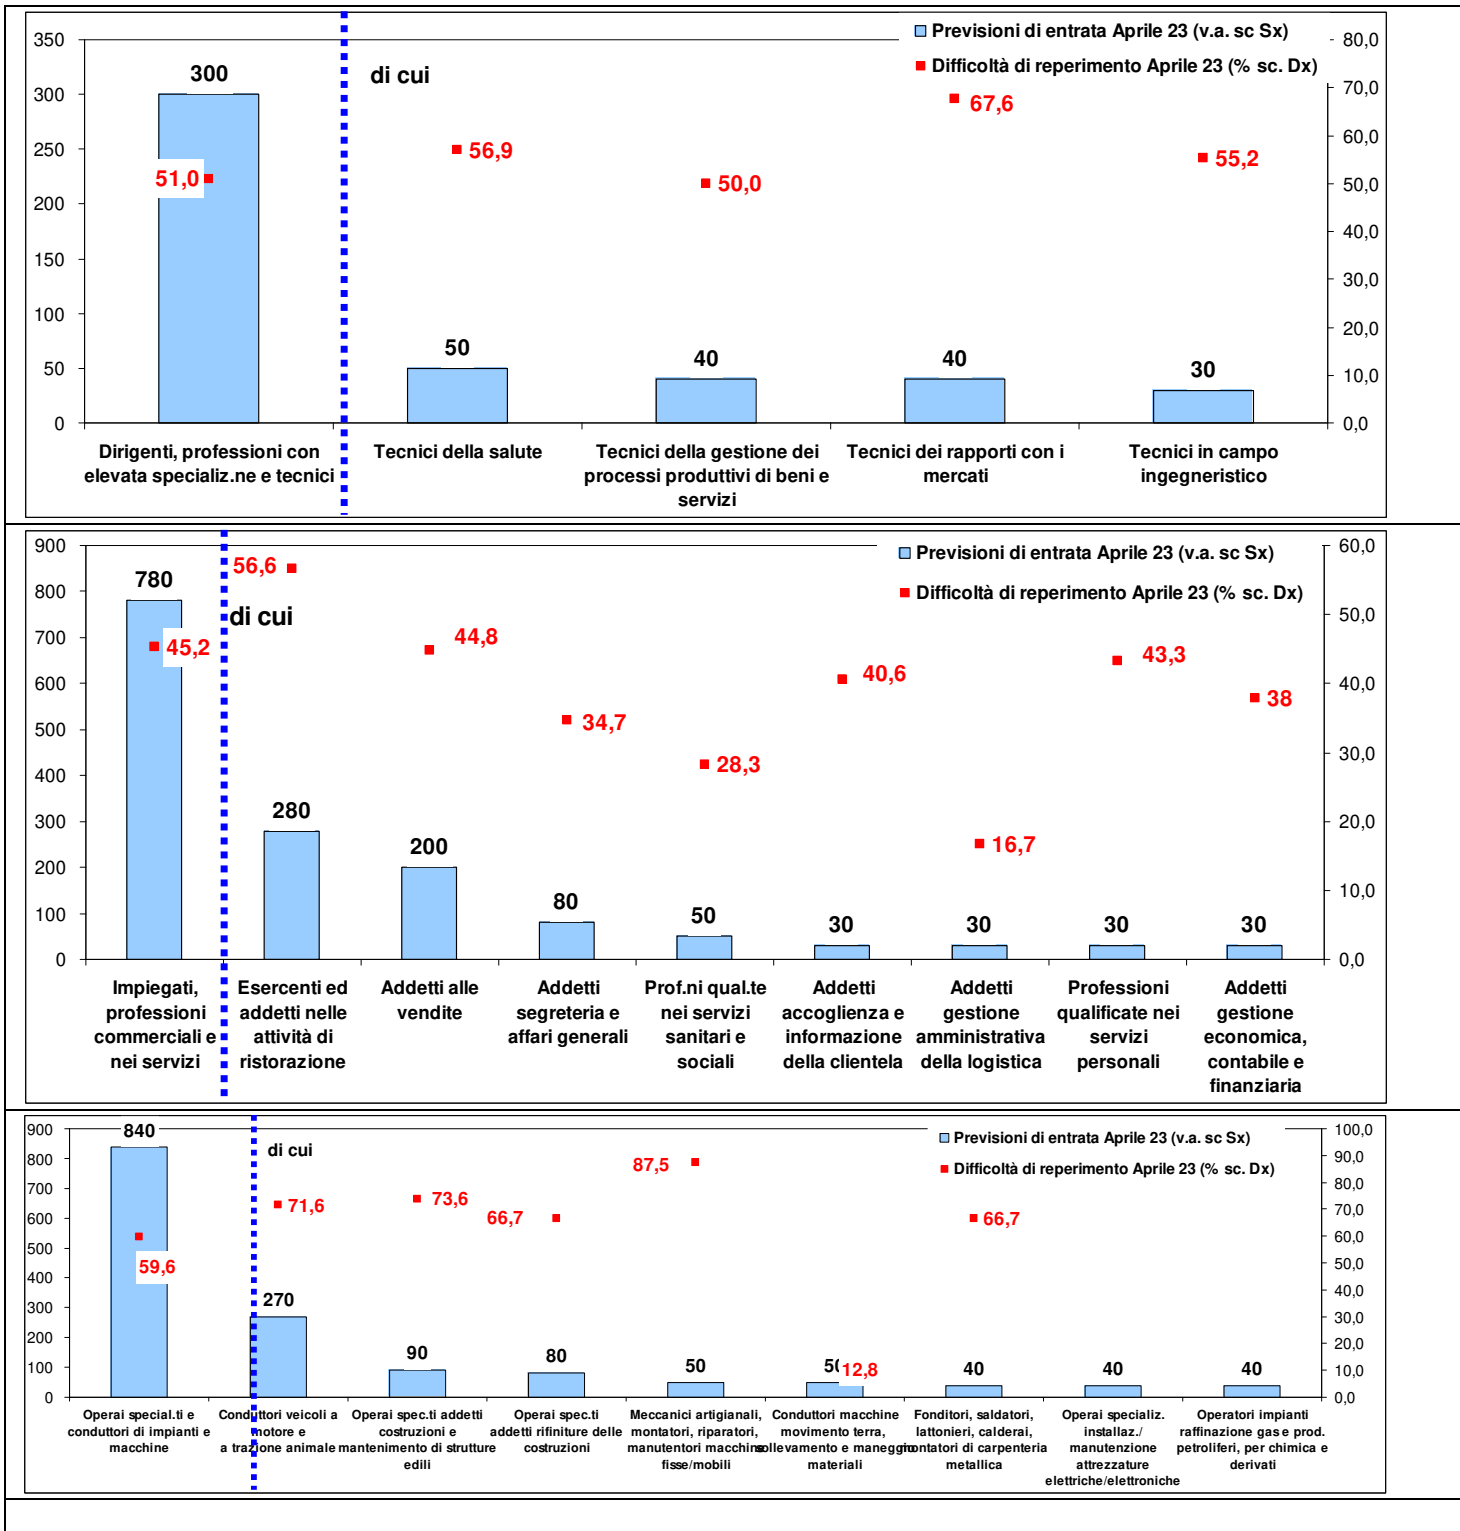 Previsioni di entrata Aprile 23 (v.a. sc Sx)
Difficoltà di reperimento Aprile 23 (% sc. Dx)
di cui
350
300
250
200
150
100
50
0
80,0
70,0
60,0
50,0
40,0
30,0
20,0
10,0
0,0
300
50
40
40
30
51,0
56,9
50,0
67,6
55,2
Dirigenti, professioni con
elevata specializ.ne e tecnici
Tecnici della salute
Tecnici della gestione dei
processi produttivi di beni e
servizi
Tecnici dei rapporti con i
mercati
Tecnici in campo
ingegneristico
Previsioni di entrata Aprile 23 (v.a. sc Sx)
Difficoltà di reperimento Aprile 23 (% sc. Dx)
di cui
900
800
700
600
500
400
300
200
100
0
60,0
50,0
40,0
30,0
20,0
10,0
0,0
780
280
200
80
50
30
30
30
30
45,2
56,6
44,8
34,7
28,3
40,6
16,7
43,3
38
Impiegati,
professioni
commerciali e
nei servizi
Esercenti ed
addetti nelle
attività di
ristorazione
Addetti alle
vendite
Addetti
segreteria e
affari generali
Prof.ni qual.te
nei servizi
sanitari e
sociali
Addetti
accoglienza e
informazione
della clientela
Addetti
gestione
amministrativa
della logistica
Professioni
qualificate nei
servizi
personali
Addetti
gestione
economica,
contabile e
finanziaria
Previsioni di entrata Aprile 23 (v.a. sc Sx)
Difficoltà di reperimento Aprile 23 (% sc. Dx)
di cui
900
800
700
600
500
400
300
200
100
0
100,0
90,0
80,0
70,0
60,0
50,0
40,0
30,0
20,0
10,0
0,0
840
270
90
80
50
50
40
40
40
59,6
71,6
73,6
66,7
87,5
12,8
66,7
Operai special.ti e
conduttori di impianti e
macchine
Conduttori veicoli a
motore e
a trazione animale
Operai spec.ti addetti
costruzioni e
mantenimento di strutture
edili
Operai spec.ti
addetti rifiniture delle
costruzioni
Meccanici artigianali,
montatori, riparatori,
manutentori macchine
fisse/mobili
Conduttori macchine
movimento terra,
sollevamento e maneggio
materiali
Fonditori, saldatori,
lattonieri, calderai,
montatori di carpenteria
metallica
Operai specializ.
installaz./
manutenzione
attrezzature
elettriche/elettroniche
Operatori impianti
raffinazione gas e prod.
petroliferi, per chimica e
derivati